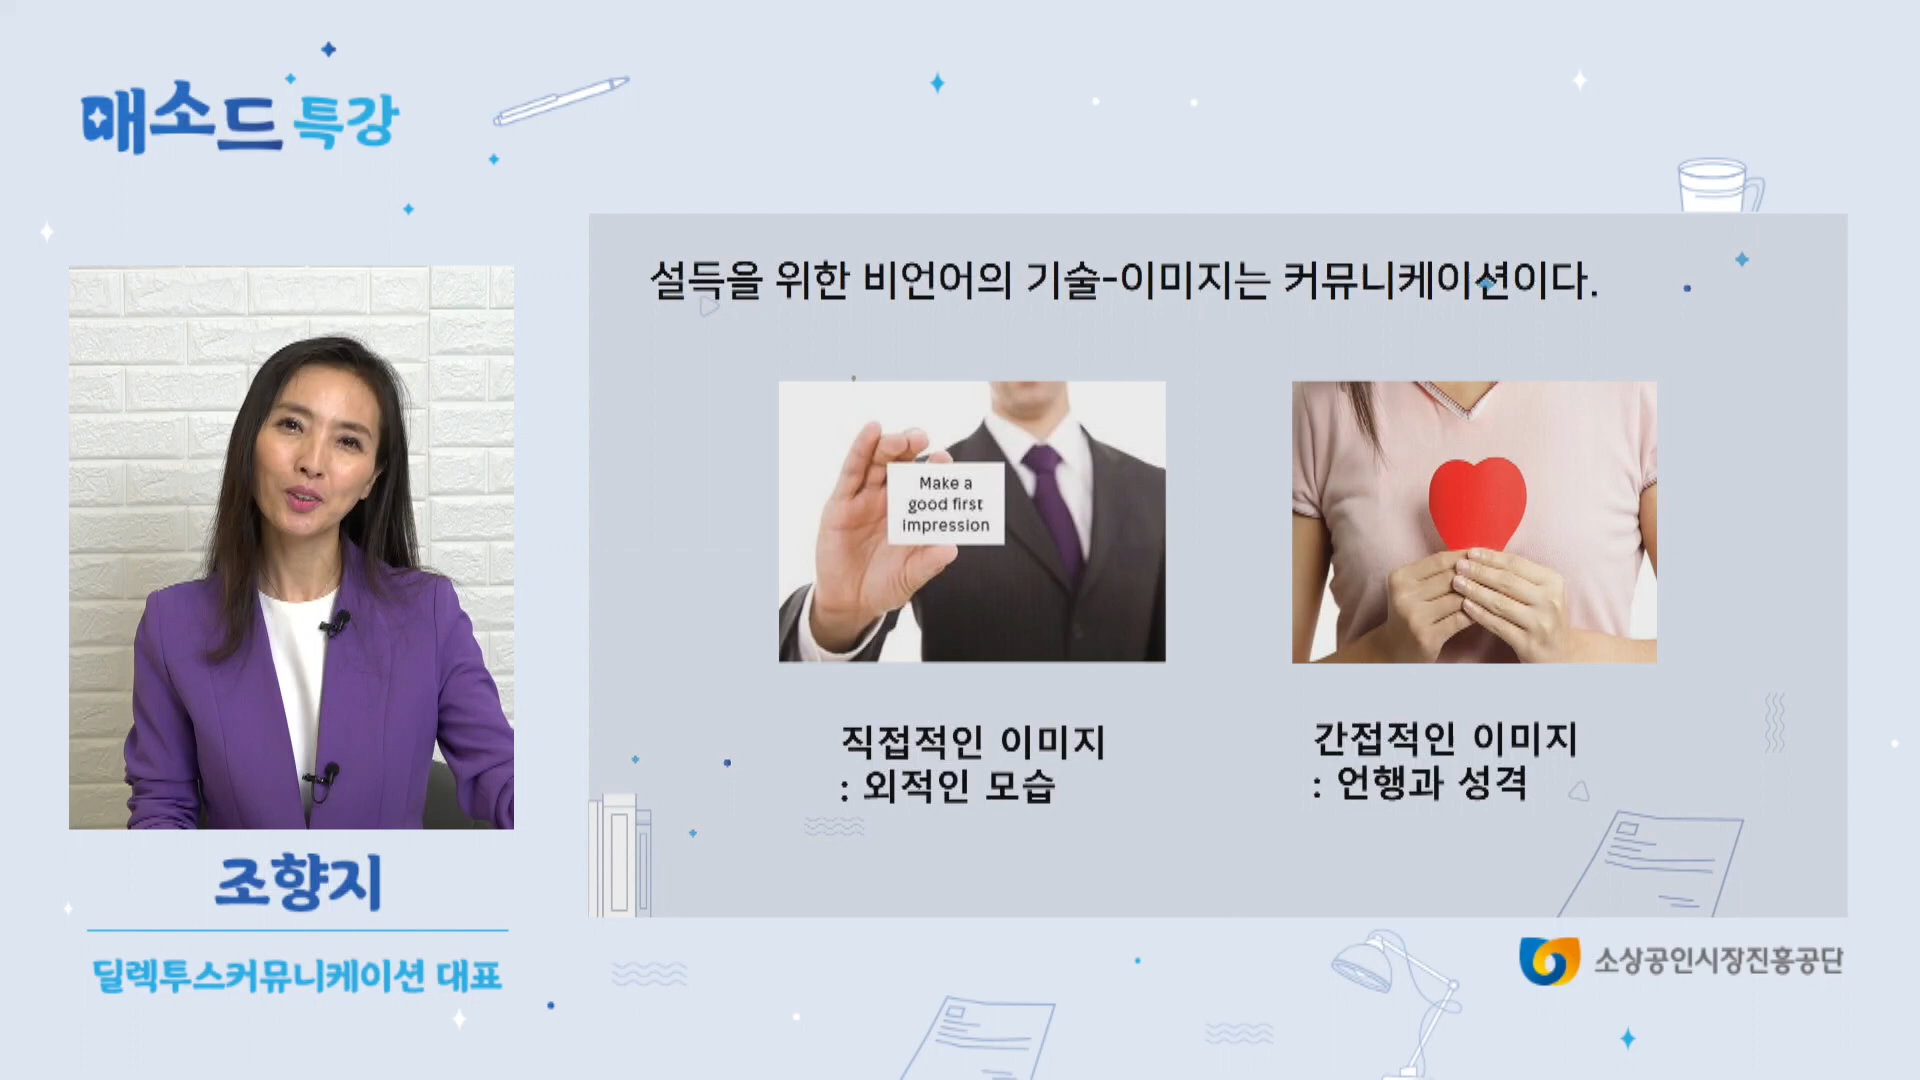 매소드 특강
설득을 위한 비언어의 기술-이미지는 커뮤니케이션이다.
Make a
good first
impression
직접적인 이미지
: 외적인 모습
간접적인 이미지
: 언행과 성격
조향지
딜렉투스커뮤니케이션 대표
소상공인시장진흥공단